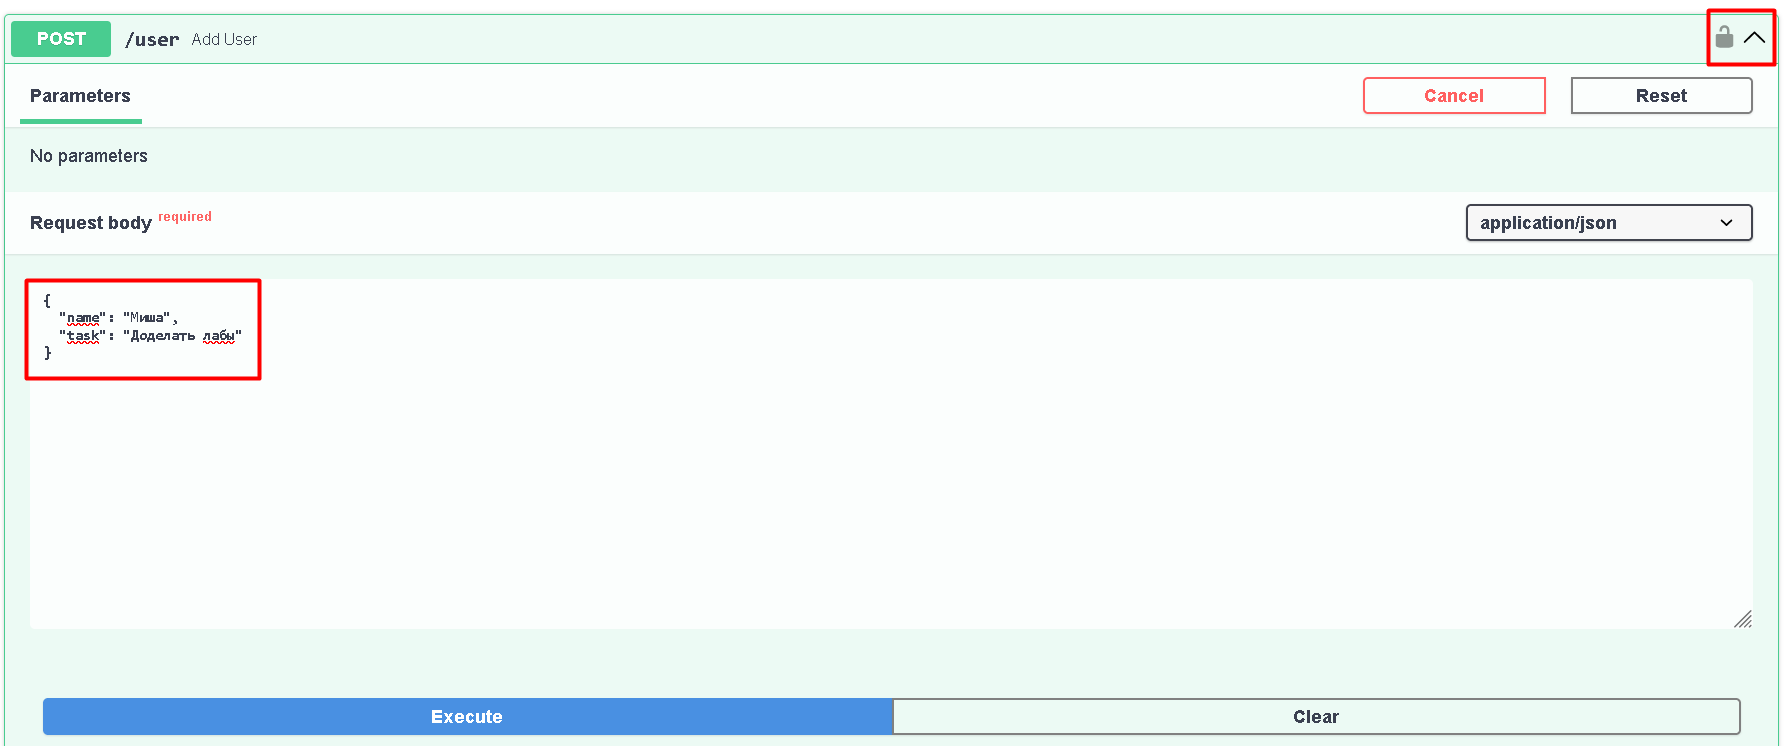 POST /user Add User
Parameters
Cancel
Reset
No parameters
Request body required
application/json
{
"name": "Миша",
"task": "Доделать лабы"
}
Execute
Clear